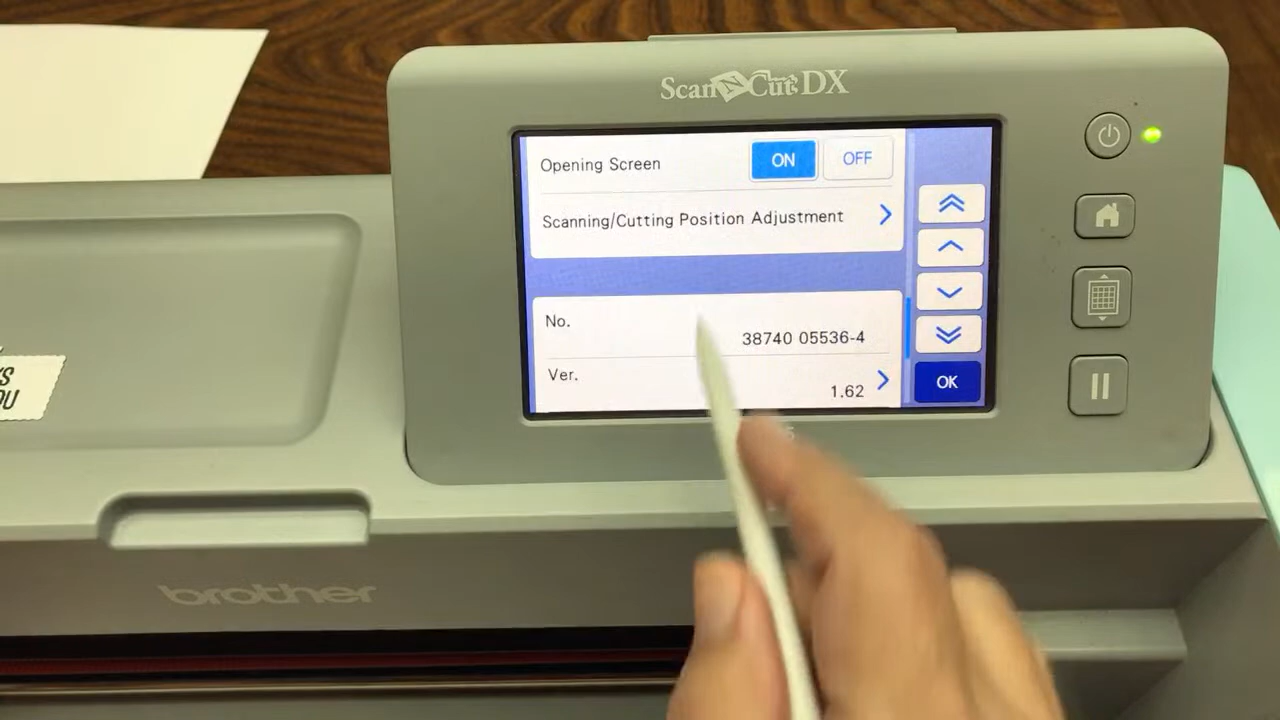 ScanNCut DX
Opening Screen ON OFF
Scanning/Cutting Position Adjustment
No.
38740 05536-4
Ver.
1.62
OK
brother